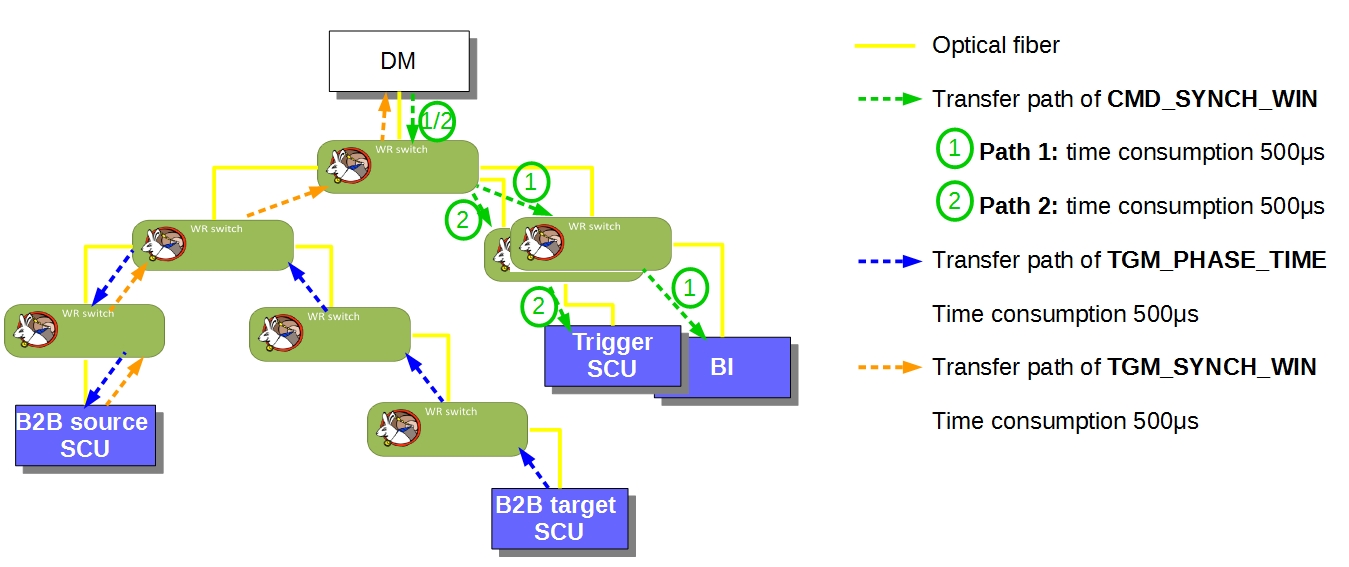 DM
1/2
WR switch
1
2
WR switch
WR switch
2
1
WR switch
WR switch
Trigger
SCU
BI
WR switch
B2B source
SCU
B2B target
SCU
Optical fiber
Transfer path of CMD_SYNCH_WIN
1 Path 1: time consumption 500µs
2 Path 2: time consumption 500µs
Transfer path of TGM_PHASE_TIME
Time consumption 500µs
Transfer path of TGM_SYNCH_WIN
Time consumption 500µs